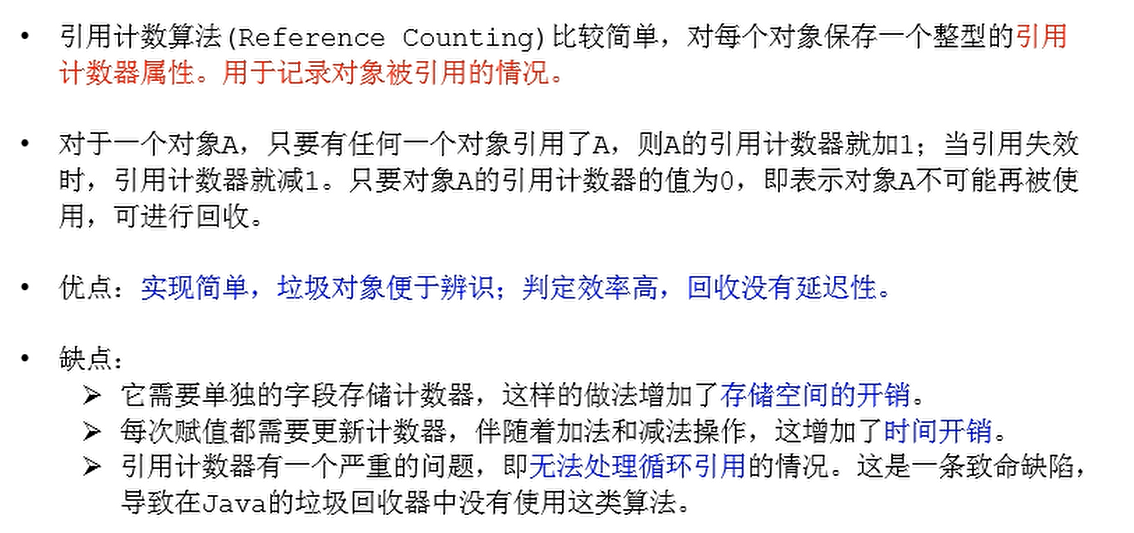 • 引用计数算法(Reference Counting)比较简单，对每个对象保存一个整型的引用
计数器属性。用于记录对象被引用的情况。
• 对于一个对象A，只要有任何一个对象引用了A，则A的引用计数器就加1；当引用失效
时，引用计数器就减1。只要对象A的引用计数器的值为0，即表示对象A不可能再被使
用，可进行回收。
• 优点：实现简单，垃圾对象便于辨识；判定效率高，回收没有延迟性。
• 缺点：
➢ 它需要单独的字段存储计数器，这样的做法增加了存储空间的开销。
➢ 每次赋值都需要更新计数器，伴随着加法和减法操作，这增加了时间开销。
➢ 引用计数器有一个严重的问题，即无法处理循环引用的情况。这是一条致命缺陷，
导致在Java的垃圾回收器中没有使用这类算法。